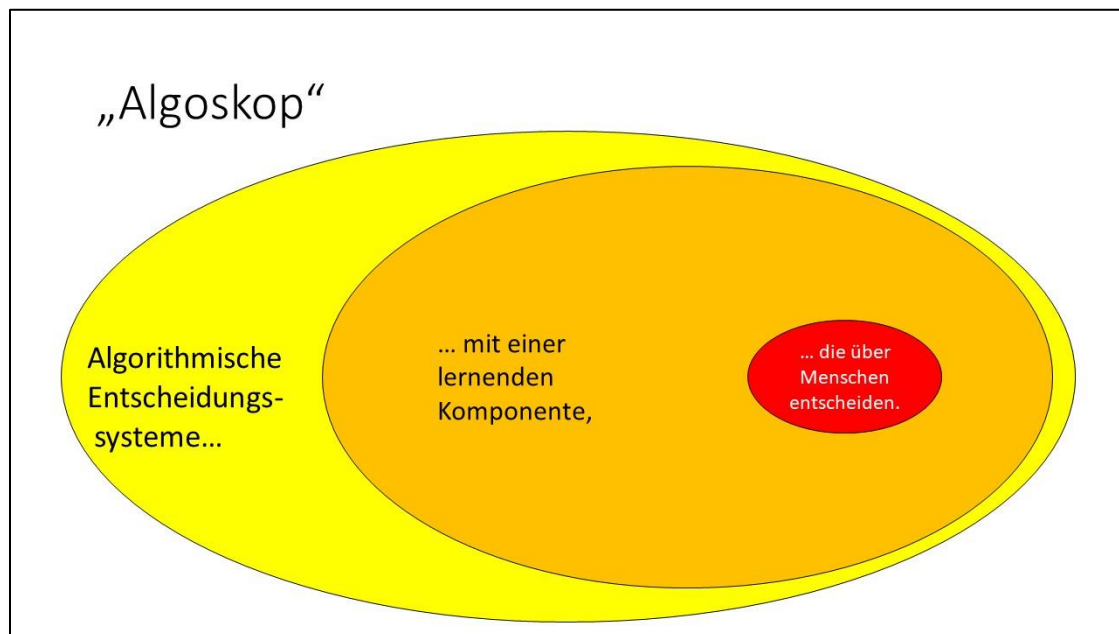 „Algoskop“
Algorithmische
Entscheidungs-
systeme...
... mit einer
lernenden
Komponente,
... die über
Menschen
entscheiden.